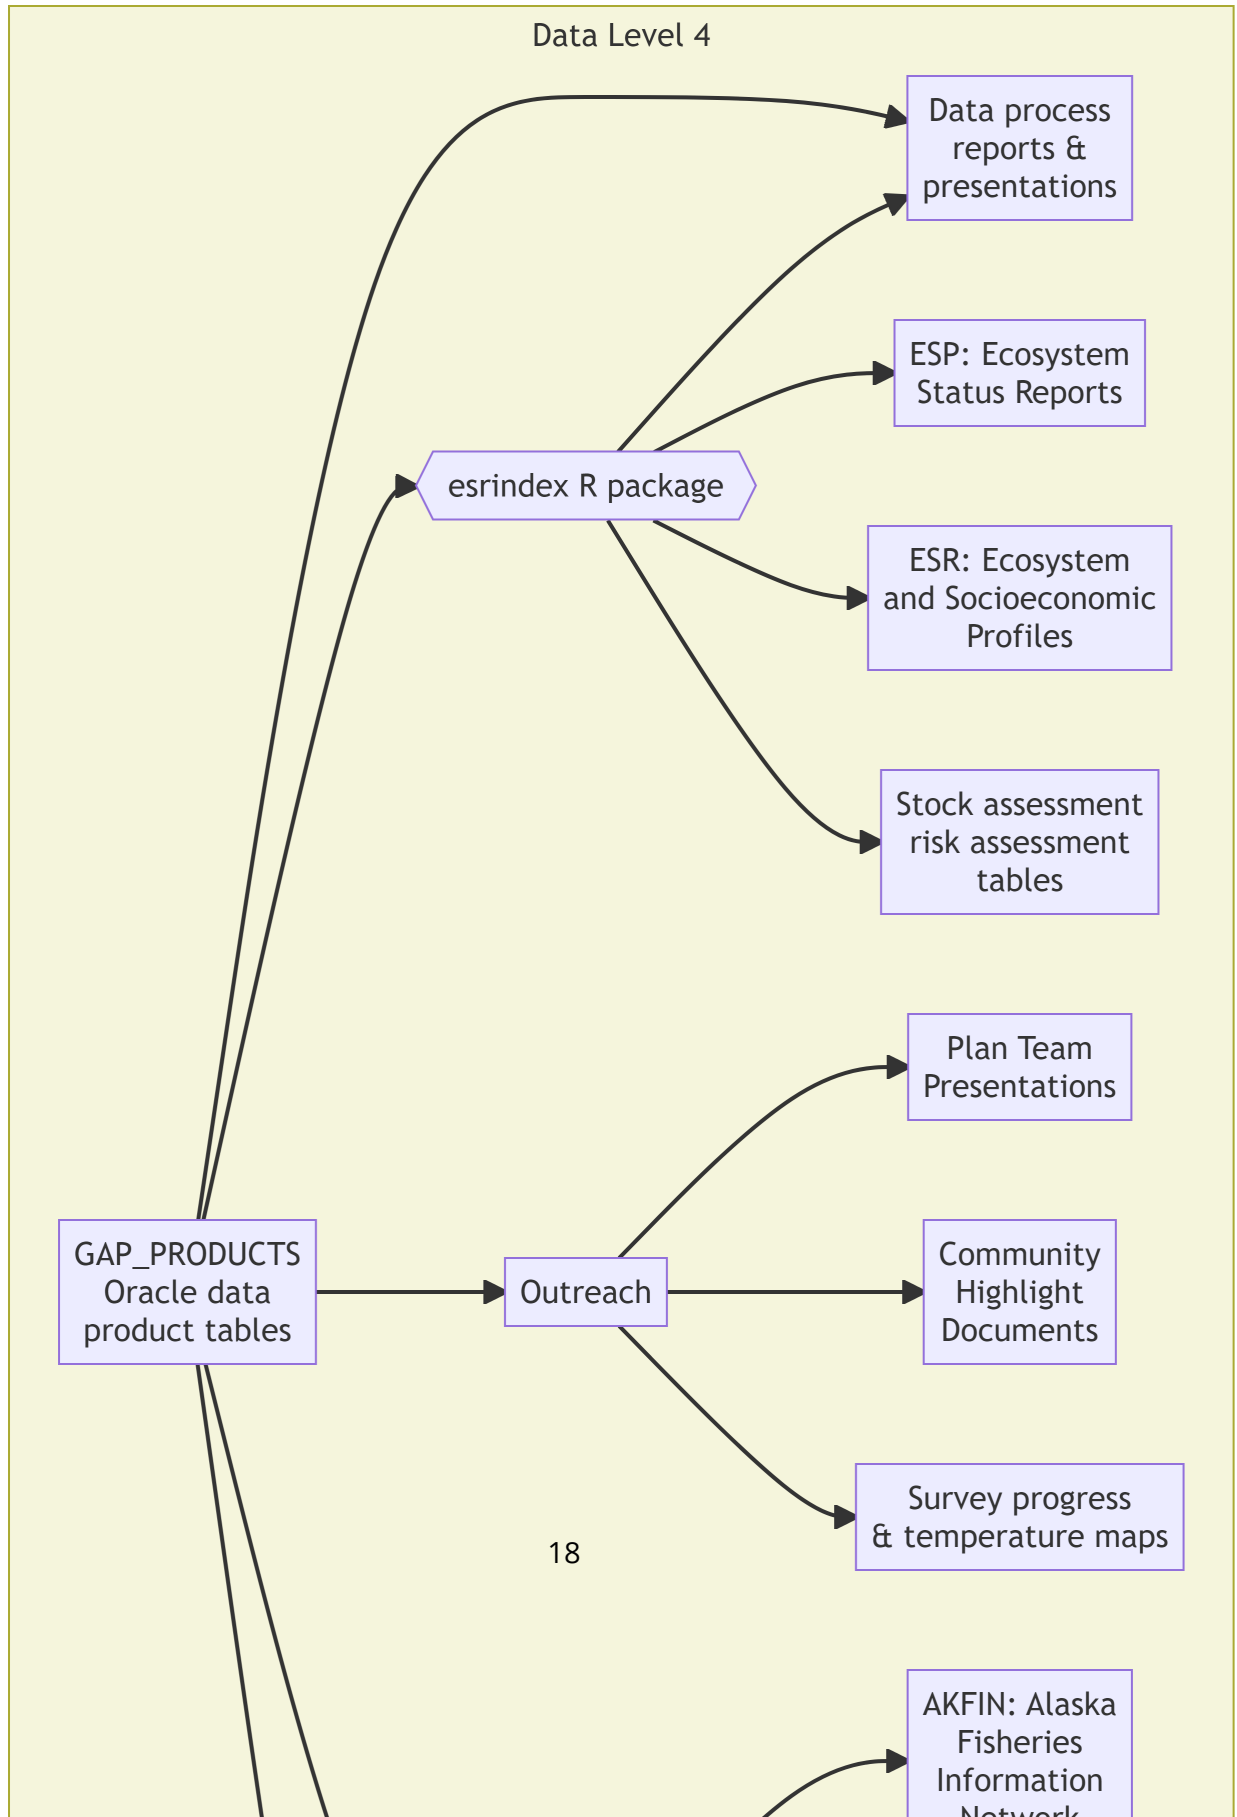 Data Level 4
Data process
reports &
presentations
ESP: Ecosystem
Status Reports
esrindex R package
ESR: Ecosystem
and Socioeconomic
Profiles
Stock assessment
risk assessment
tables
Plan Team
Presentations
GAP_PRODUCTS
Oracle data
product tables
Outreach
Community
Highlight
Documents
Survey progress
& temperature maps
18
AKFIN: Alaska
Fisheries
Information
Network